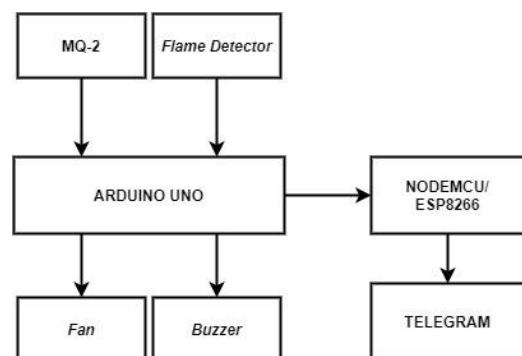 MQ-2
Flame Detector
ARDUINO UNO
NODEMCU/
ESP8266
Fan
Buzzer
TELEGRAM